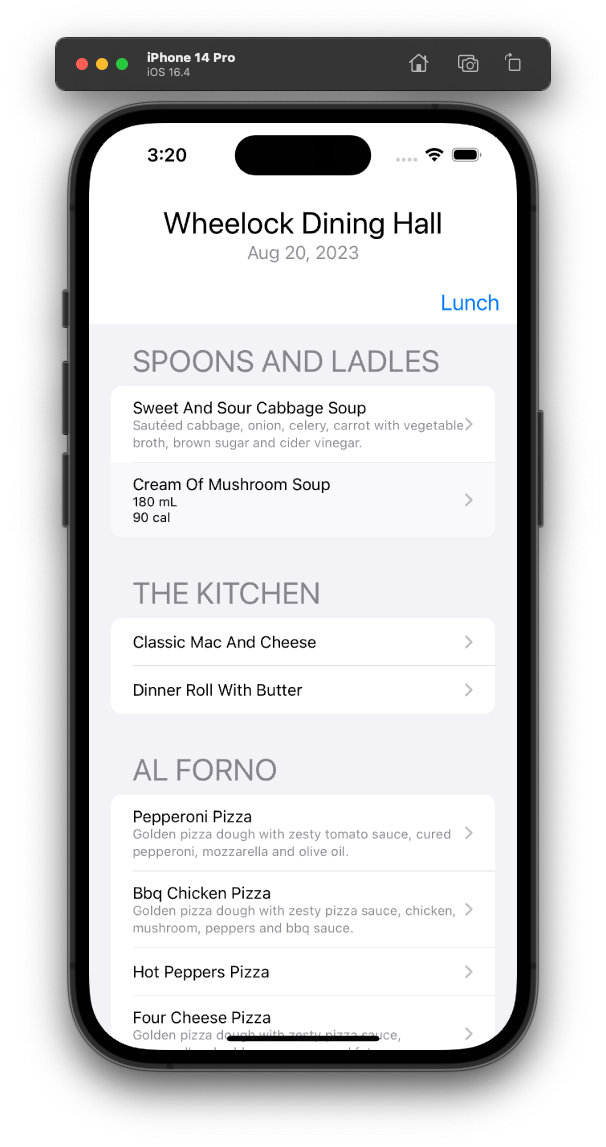 iPhone 14 Pro
iOS 16.4
3:20
Wheelock Dining Hall
Aug 20, 2023
Lunch
SPOONS AND LADLES
Sweet And Sour Cabbage Soup
Sautéed cabbage, onion, celery, carrot with vegetable
broth, brown sugar and cider vinegar.
Cream Of Mushroom Soup
180 mL
90 cal
THE KITCHEN
Classic Mac And Cheese
Dinner Roll With Butter
AL FORNO
Pepperoni Pizza
Golden pizza dough with zesty tomato sauce, cured
pepperoni, mozzarella and olive oil.
Bbq Chicken Pizza
Golden pizza dough with zesty pizza sauce, chicken,
mushroom, peppers and bbq sauce.
Hot Peppers Pizza
Four Cheese Pizza
Golden pizza dough with zesty pizza sauce,